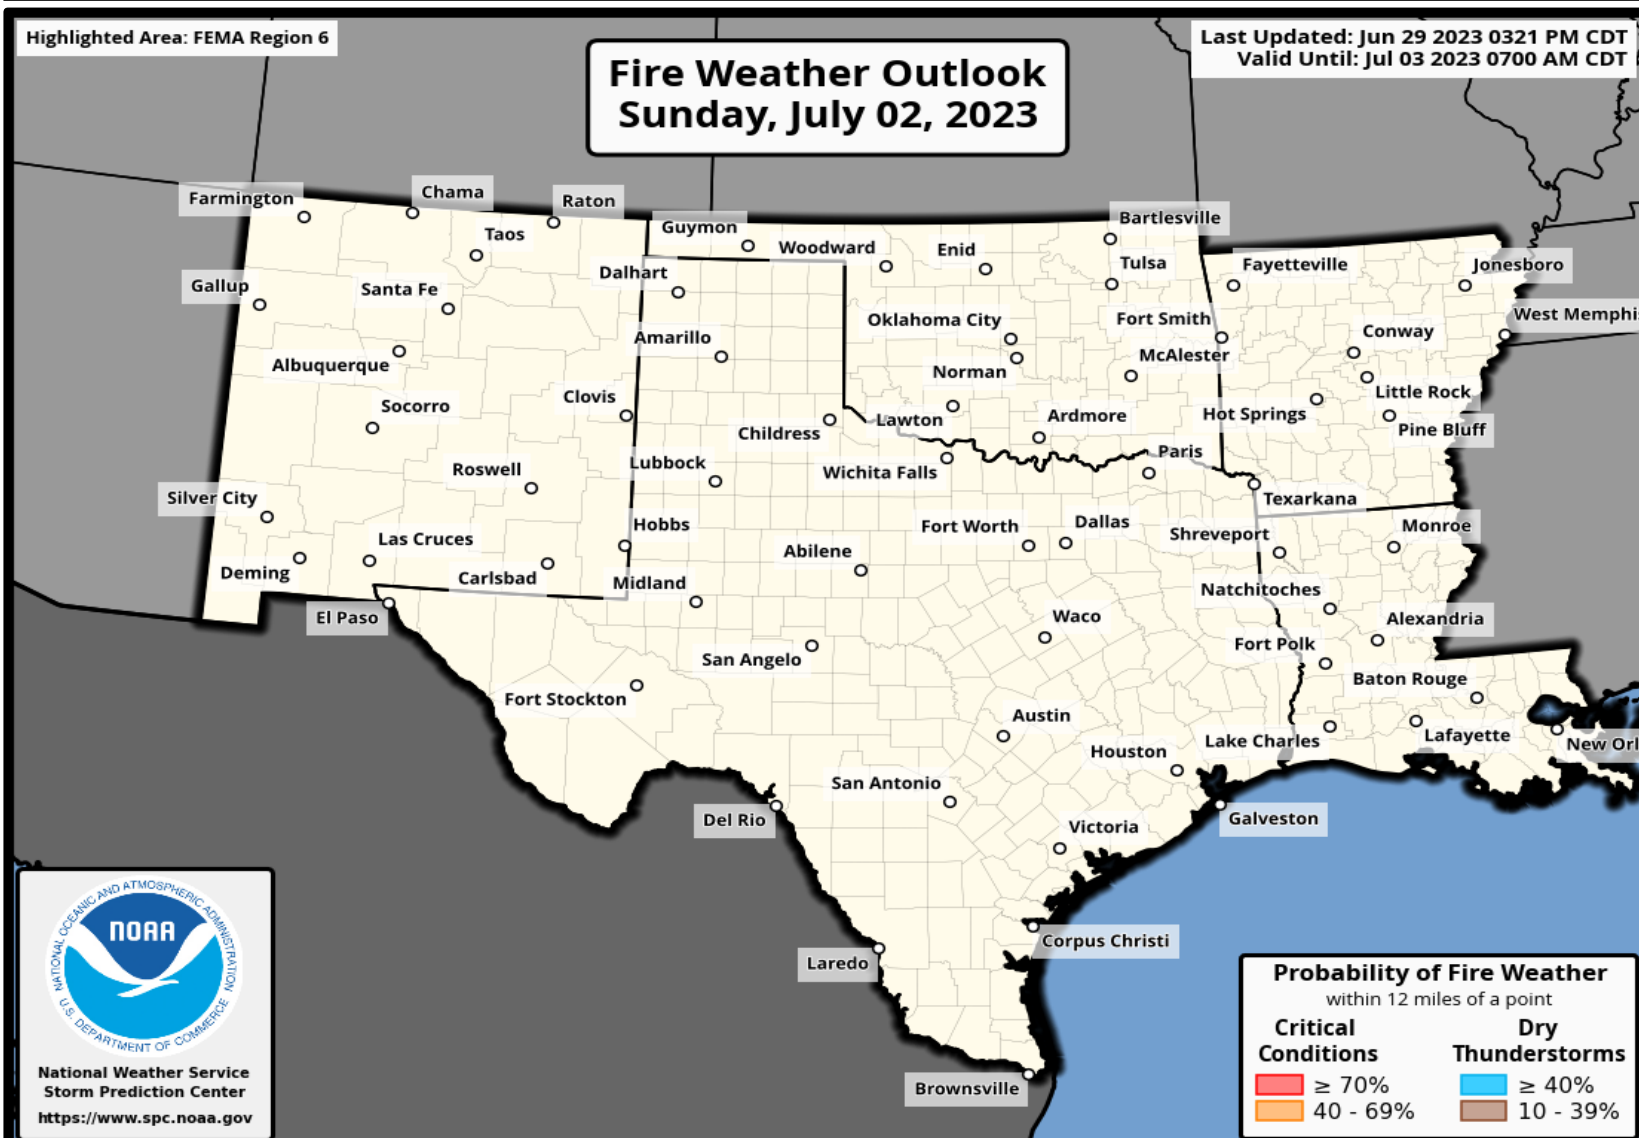 Highlighted Area: FEMA Region 6
Fire Weather Outlook
Sunday, July 02, 2023
Last Updated: Jun 29 2023 0321 PM CDT
Valid Until: Jul 03 2023 0700 AM CDT
Farmington
Chama
Raton
Taos
Guymon
Woodward
Enid
Bartlesville
Tulsa
Fayetteville
Jonesboro
Gallup
Santa Fe
Dalhart
Oklahoma City
Fort Smith
West Memphis
Albuquerque
Amarillo
Norman
McAlester
Conway
Little Rock
Socorro
Clovis
Childress
Lawton
Ardmore
Hot Springs
Pine Bluff
Roswell
Lubbock
Wichita Falls
Paris
Texarkana
Silver City
Las Cruces
Hobbs
Abilene
Fort Worth
Dallas
Shreveport
Monroe
Deming
Carlsbad
Midland
Natchitoches
El Paso
San Angelo
Waco
Alexandria
Fort Polk
Fort Stockton
Austin
Baton Rouge
Houston
Lake Charles
Lafayette
New Orl
San Antonio
Del Rio
Victoria
Galveston
Laredo
Corpus Christi
Brownsville
NATIONAL OCEANIC AND ATMOSPHERIC ADMINISTRATION
NOAA
U.S. DEPARTMENT OF COMMERCE
National Weather Service
Storm Prediction Center
https://www.spc.noaa.gov
Probability of Fire Weather
within 12 miles of a point
Critical Conditions
≥ 70%
40 - 69%
Dry Thunderstorms
≥ 40%
10 - 39%